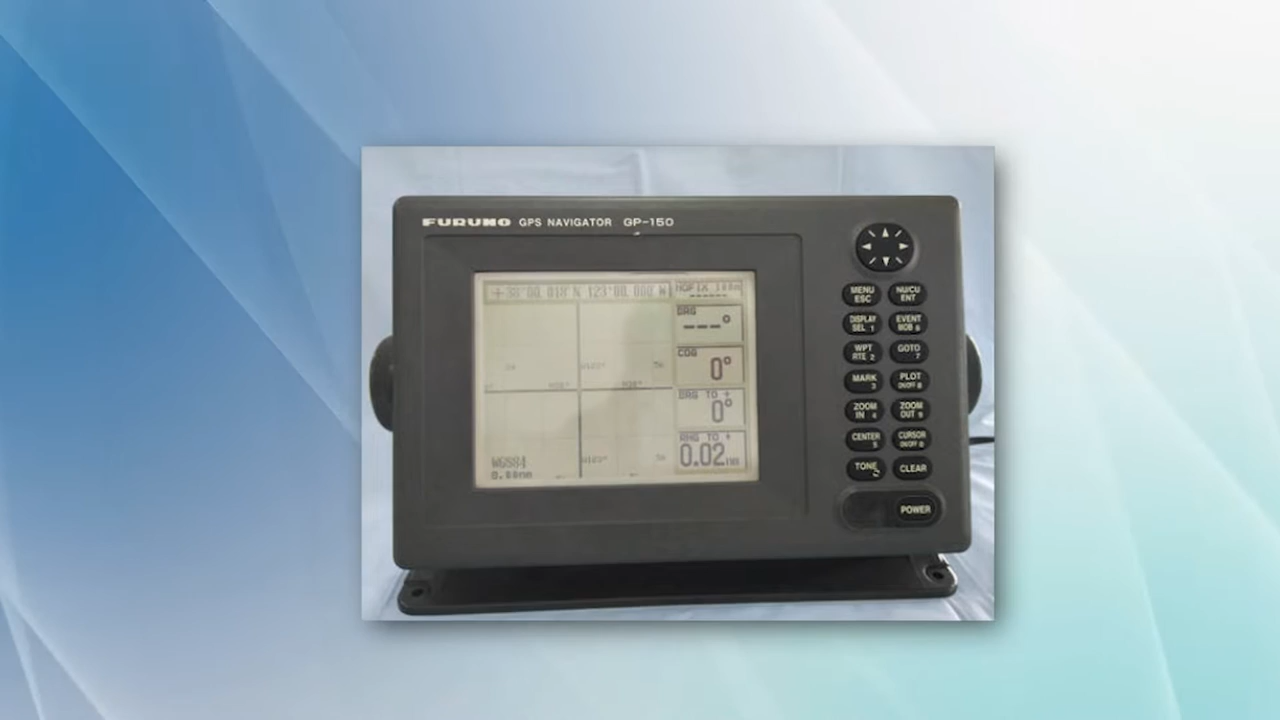 FURUNO GPS NAVIGATOR GP-150
BRG
---°
COG
0°
BRG TO +
0°
RNG TO +
0.02nm
WGS84
MENU ESC
NU/CU ENT
DISPLAY SEL 1
EVENT MOB 6
WPT RTE 2
GOTO 7
MARK 3
PLOT ON/OFF 8
ZOOM IN 4
ZOOM OUT 9
CENTER 5
CURSOR ON/OFF 0
TONE
CLEAR
POWER